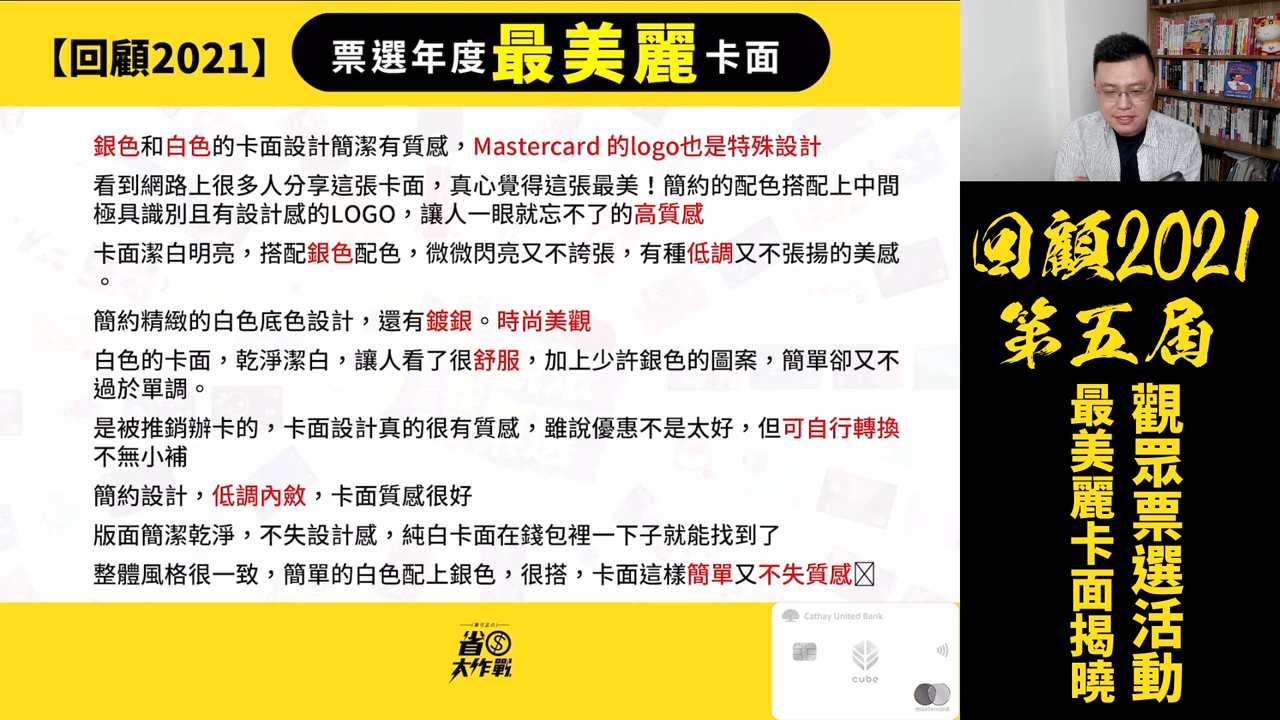 【回顧2021】
票選年度最美麗卡面
銀色和白色的卡面設計簡潔有質感，Mastercard 的logo也是特殊設計
看到網路上很多人分享這張卡面，真心覺得這張最美！簡約的配色搭配上中間
極具識別且有設計感的LOGO，讓人一眼就忘不了的高質感
卡面潔白明亮，搭配銀色配色，微微閃亮又不誇張，有種低調又不張揚的美感
。
簡約精緻的白色底色設計，還有鍍銀。時尚美觀
白色的卡面，乾淨潔白，讓人看了很舒服，加上少許銀色的圖案，簡單卻又不
過於單調。
是被推銷辦卡的，卡面設計真的很有質感，雖說優惠不是太好，但可自行轉換
不無小補
簡約設計，低調內斂，卡面質感很好
版面簡潔乾淨，不失設計感，純白卡面在錢包裡一下子就能找到了
整體風格很一致，簡單的白色配上銀色，很搭，卡面這樣簡單又不失質感
寶可孟の
省
大作戰
Cathay United Bank
cube
mastercard
回顧2021
第五屆
觀眾票選活動
最美麗卡面揭曉